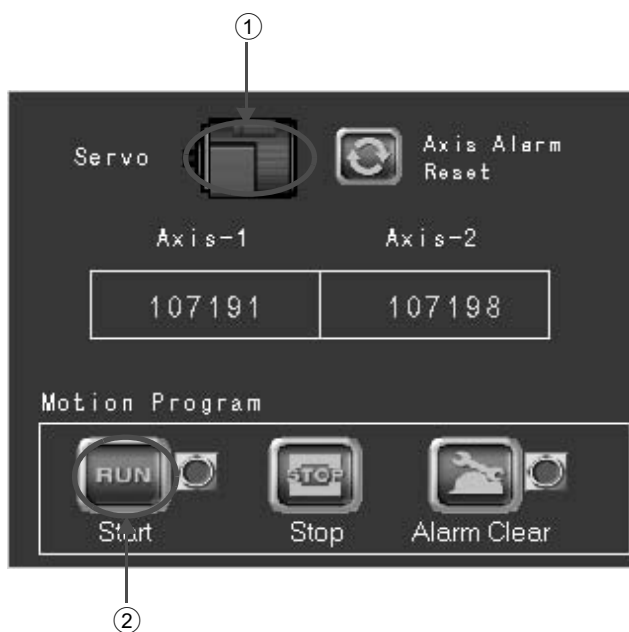 ①
Servo
Axis Alarm
Reset
Axis-1 Axis-2
107191 107198
Motion Program
RUN STOP
Start Stop Alarm Clear
②